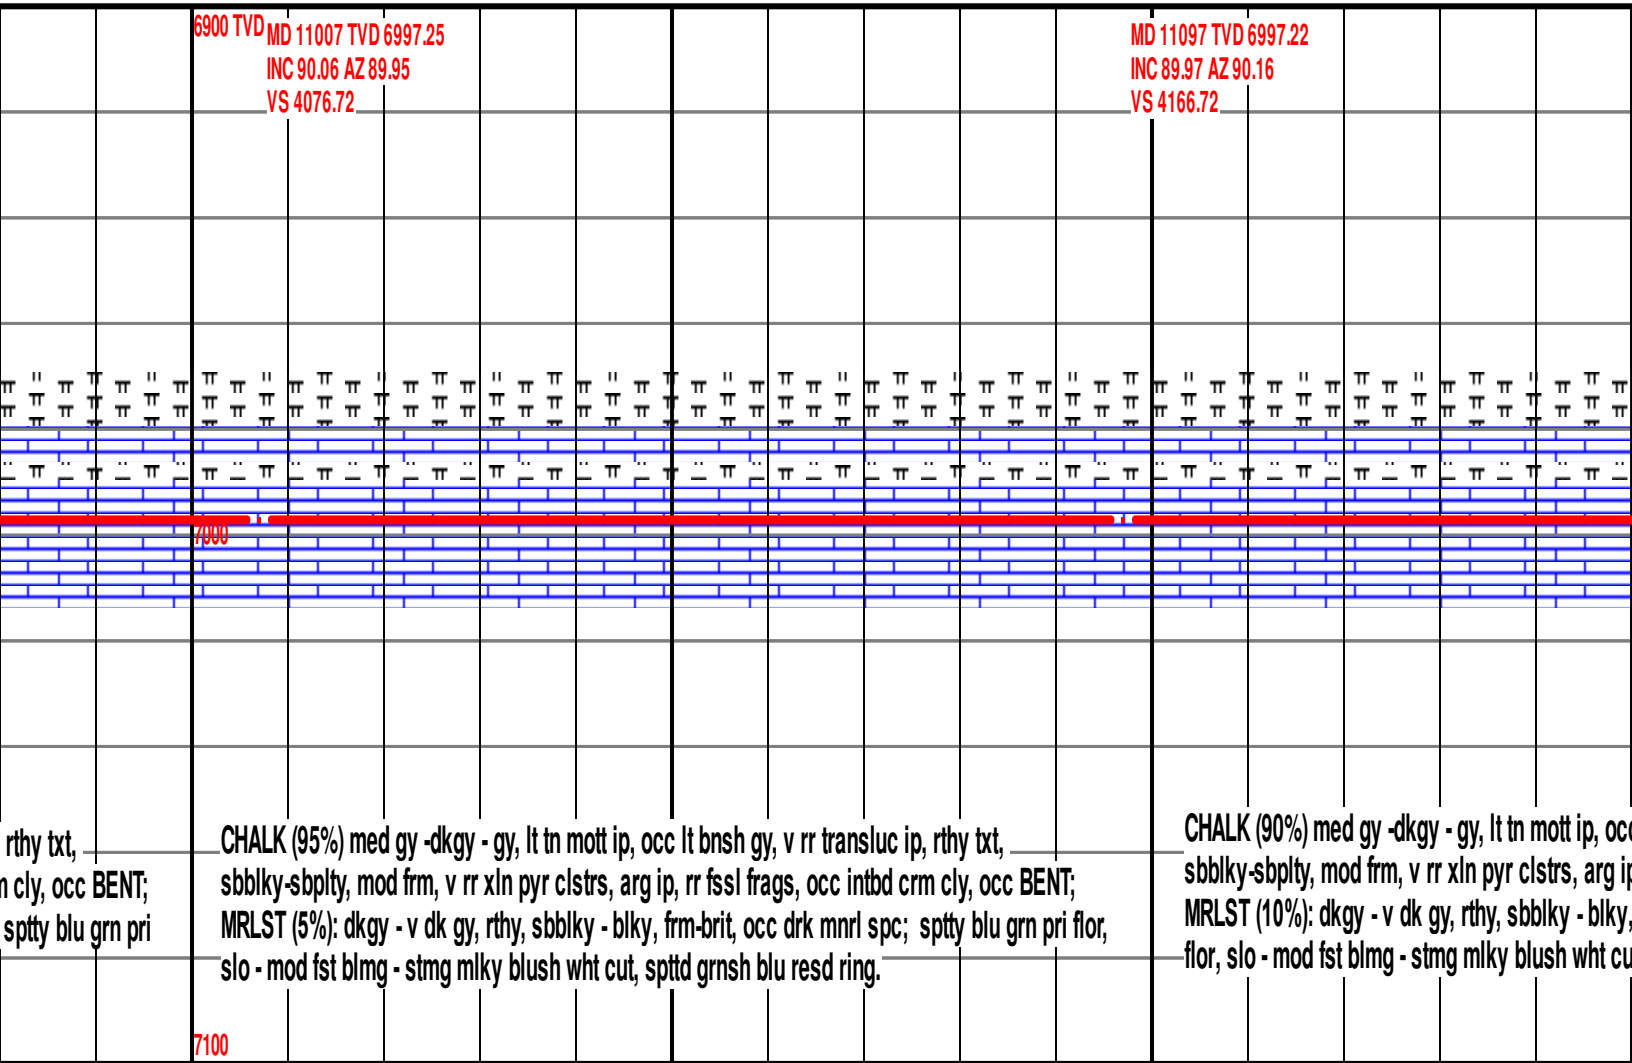 6900 TVD
MD 11007 TVD 6997.25
INC 90.06 AZ 89.95
VS 4076.72
MD 11097 TVD 6997.22
INC 89.97 AZ 90.16
VS 4166.72
7000
rthy txt,
cly, occ BENT;
sptty blu grn pri
CHALK (95%) med gy -dkgy - gy, lt tn mott ip, occ lt bnsh gy, v rr transluc ip, rthy txt,
sbblky-sbplty, mod frm, v rr xln pyr clstrs, arg ip, rr fssl frags, occ intbd crm cly, occ BENT;
MRLST (5%): dkgy - v dk gy, rthy, sbblky - blky, frm-brit, occ drk mnrl spc; sptty blu grn pri flor,
slo - mod fst blmg - stmg mlky blush wht cut, spttd grnsh blu resd ring.
CHALK (90%) med gy -dkgy - gy, lt tn mott ip, occ
sbblky-sbplty, mod frm, v rr xln pyr clstrs, arg ip
MRLST (10%): dkgy - v dk gy, rthy, sbblky - blky,
flor, slo - mod fst blmg - stmg mlky blush wht cu
7100